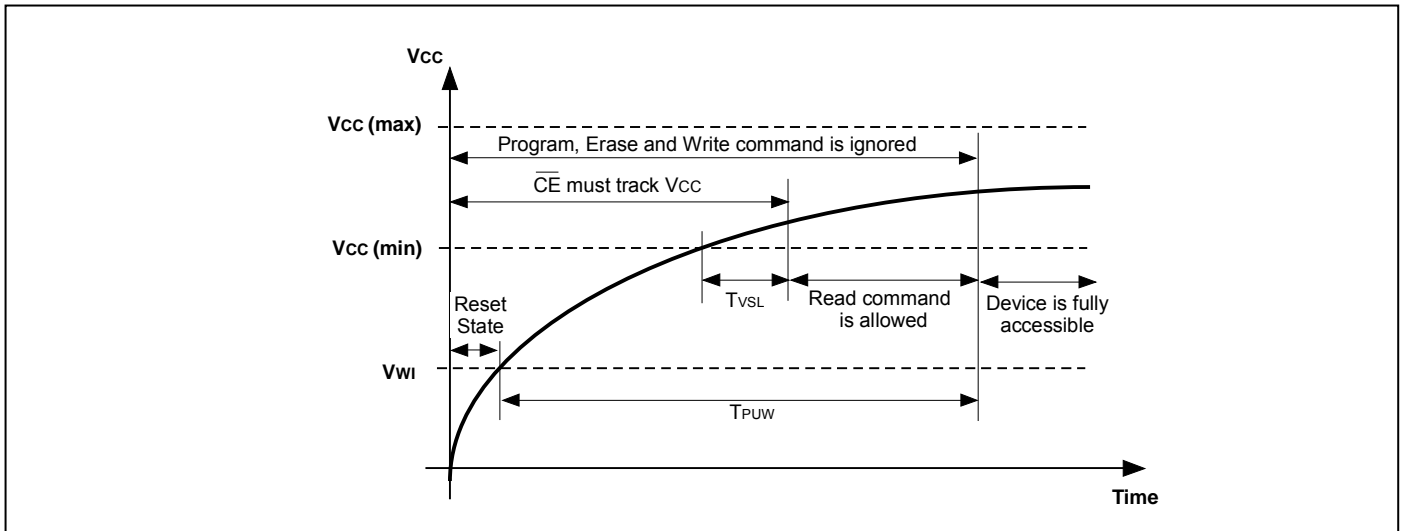 Vcc
Vcc (max)
Program, Erase and Write command is ignored
CE must track Vcc
Vcc (min)
Reset
State
TVSL
Read command
is allowed
Device is fully
accessible
VWI
TPUW
Time